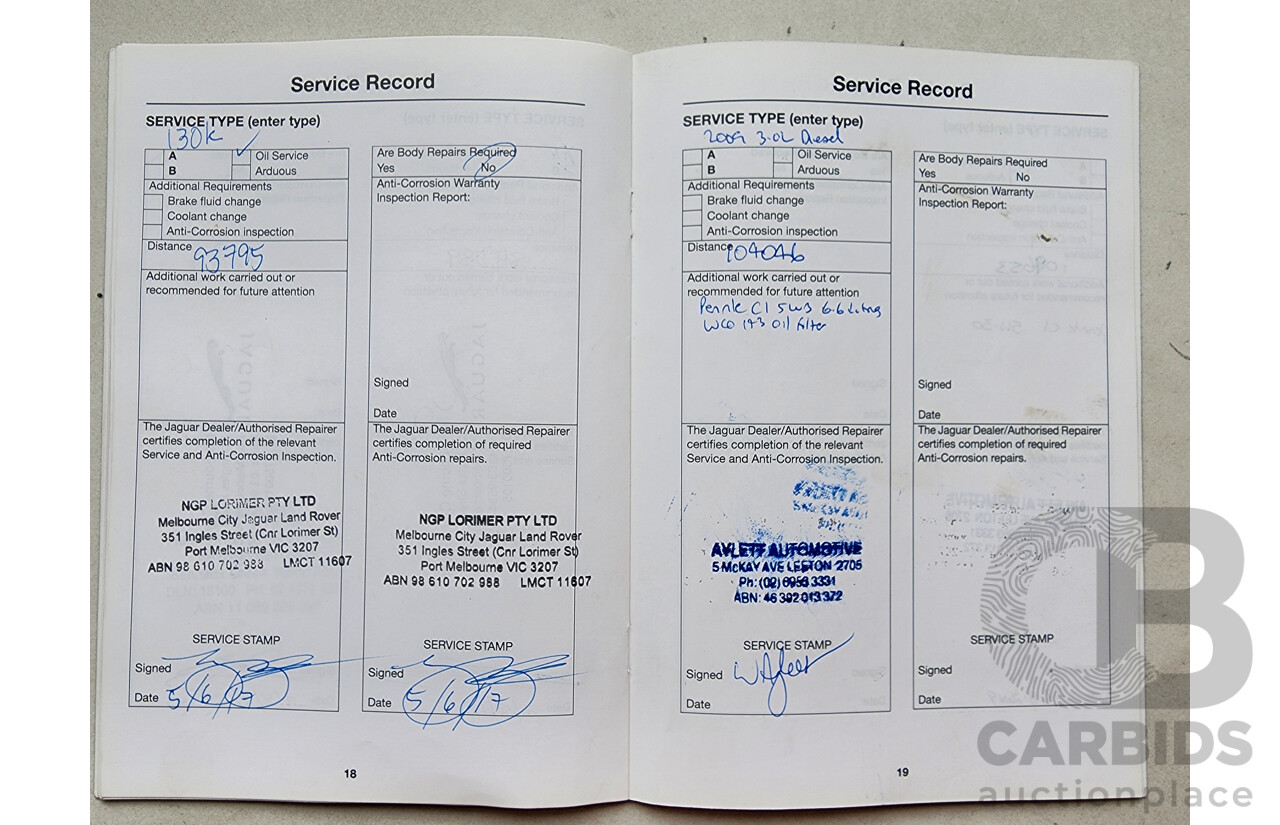 Service Record
SERVICE TYPE (enter type)
130K
A
Oil Service
B
Arduous
Additional Requirements
Brake fluid change
Coolant change
Anti-Corrosion inspection
Distance
93795
Additional work carried out or
recommended for future attention
The Jaguar Dealer/Authorised Repairer
certifies completion of the relevant
Service and Anti-Corrosion Inspection.
NGP LORIMER PTY LTD
Melbourne City Jaguar Land Rover
351 Ingles Street (Cnr Lorimer St)
Port Melbourne VIC 3207
ABN 98 610 702 988 LMCT 11607
SERVICE STAMP
Signed
Date 5/6/17
Are Body Repairs Required
Yes No
Anti-Corrosion Warranty
Inspection Report:
Signed
Date
The Jaguar Dealer/Authorised Repairer
certifies completion of required
Anti-Corrosion repairs.
NGP LORIMER PTY LTD
Melbourne City Jaguar Land Rover
351 Ingles Street (Cnr Lorimer St)
Port Melbourne VIC 3207
ABN 98 610 702 988 LMCT 11607
SERVICE STAMP
Signed
Date 5/6/17
18
Service Record
SERVICE TYPE (enter type)
2009 3.0L Diesel
A
Oil Service
B
Arduous
Additional Requirements
Brake fluid change
Coolant change
Anti-Corrosion inspection
Distance
104046
Additional work carried out or
recommended for future attention
C1 5W3 6.6
WCO 143 oil filter
The Jaguar Dealer/Authorised Repairer
certifies completion of the relevant
Service and Anti-Corrosion Inspection.
AYLETT AUTOMOTIVE
5 McKAY AVE LEETON 2705
Ph: (02) 6953 3331
ABN: 46 392 013 372
SERVICE STAMP
Signed
Date
Are Body Repairs Required
Yes No
Anti-Corrosion Warranty
Inspection Report:
Signed
Date
The Jaguar Dealer/Authorised Repairer
certifies completion of required
Anti-Corrosion repairs.
SERVICE STAMP
Signed
Date
19
CARBIDS
auctionplace